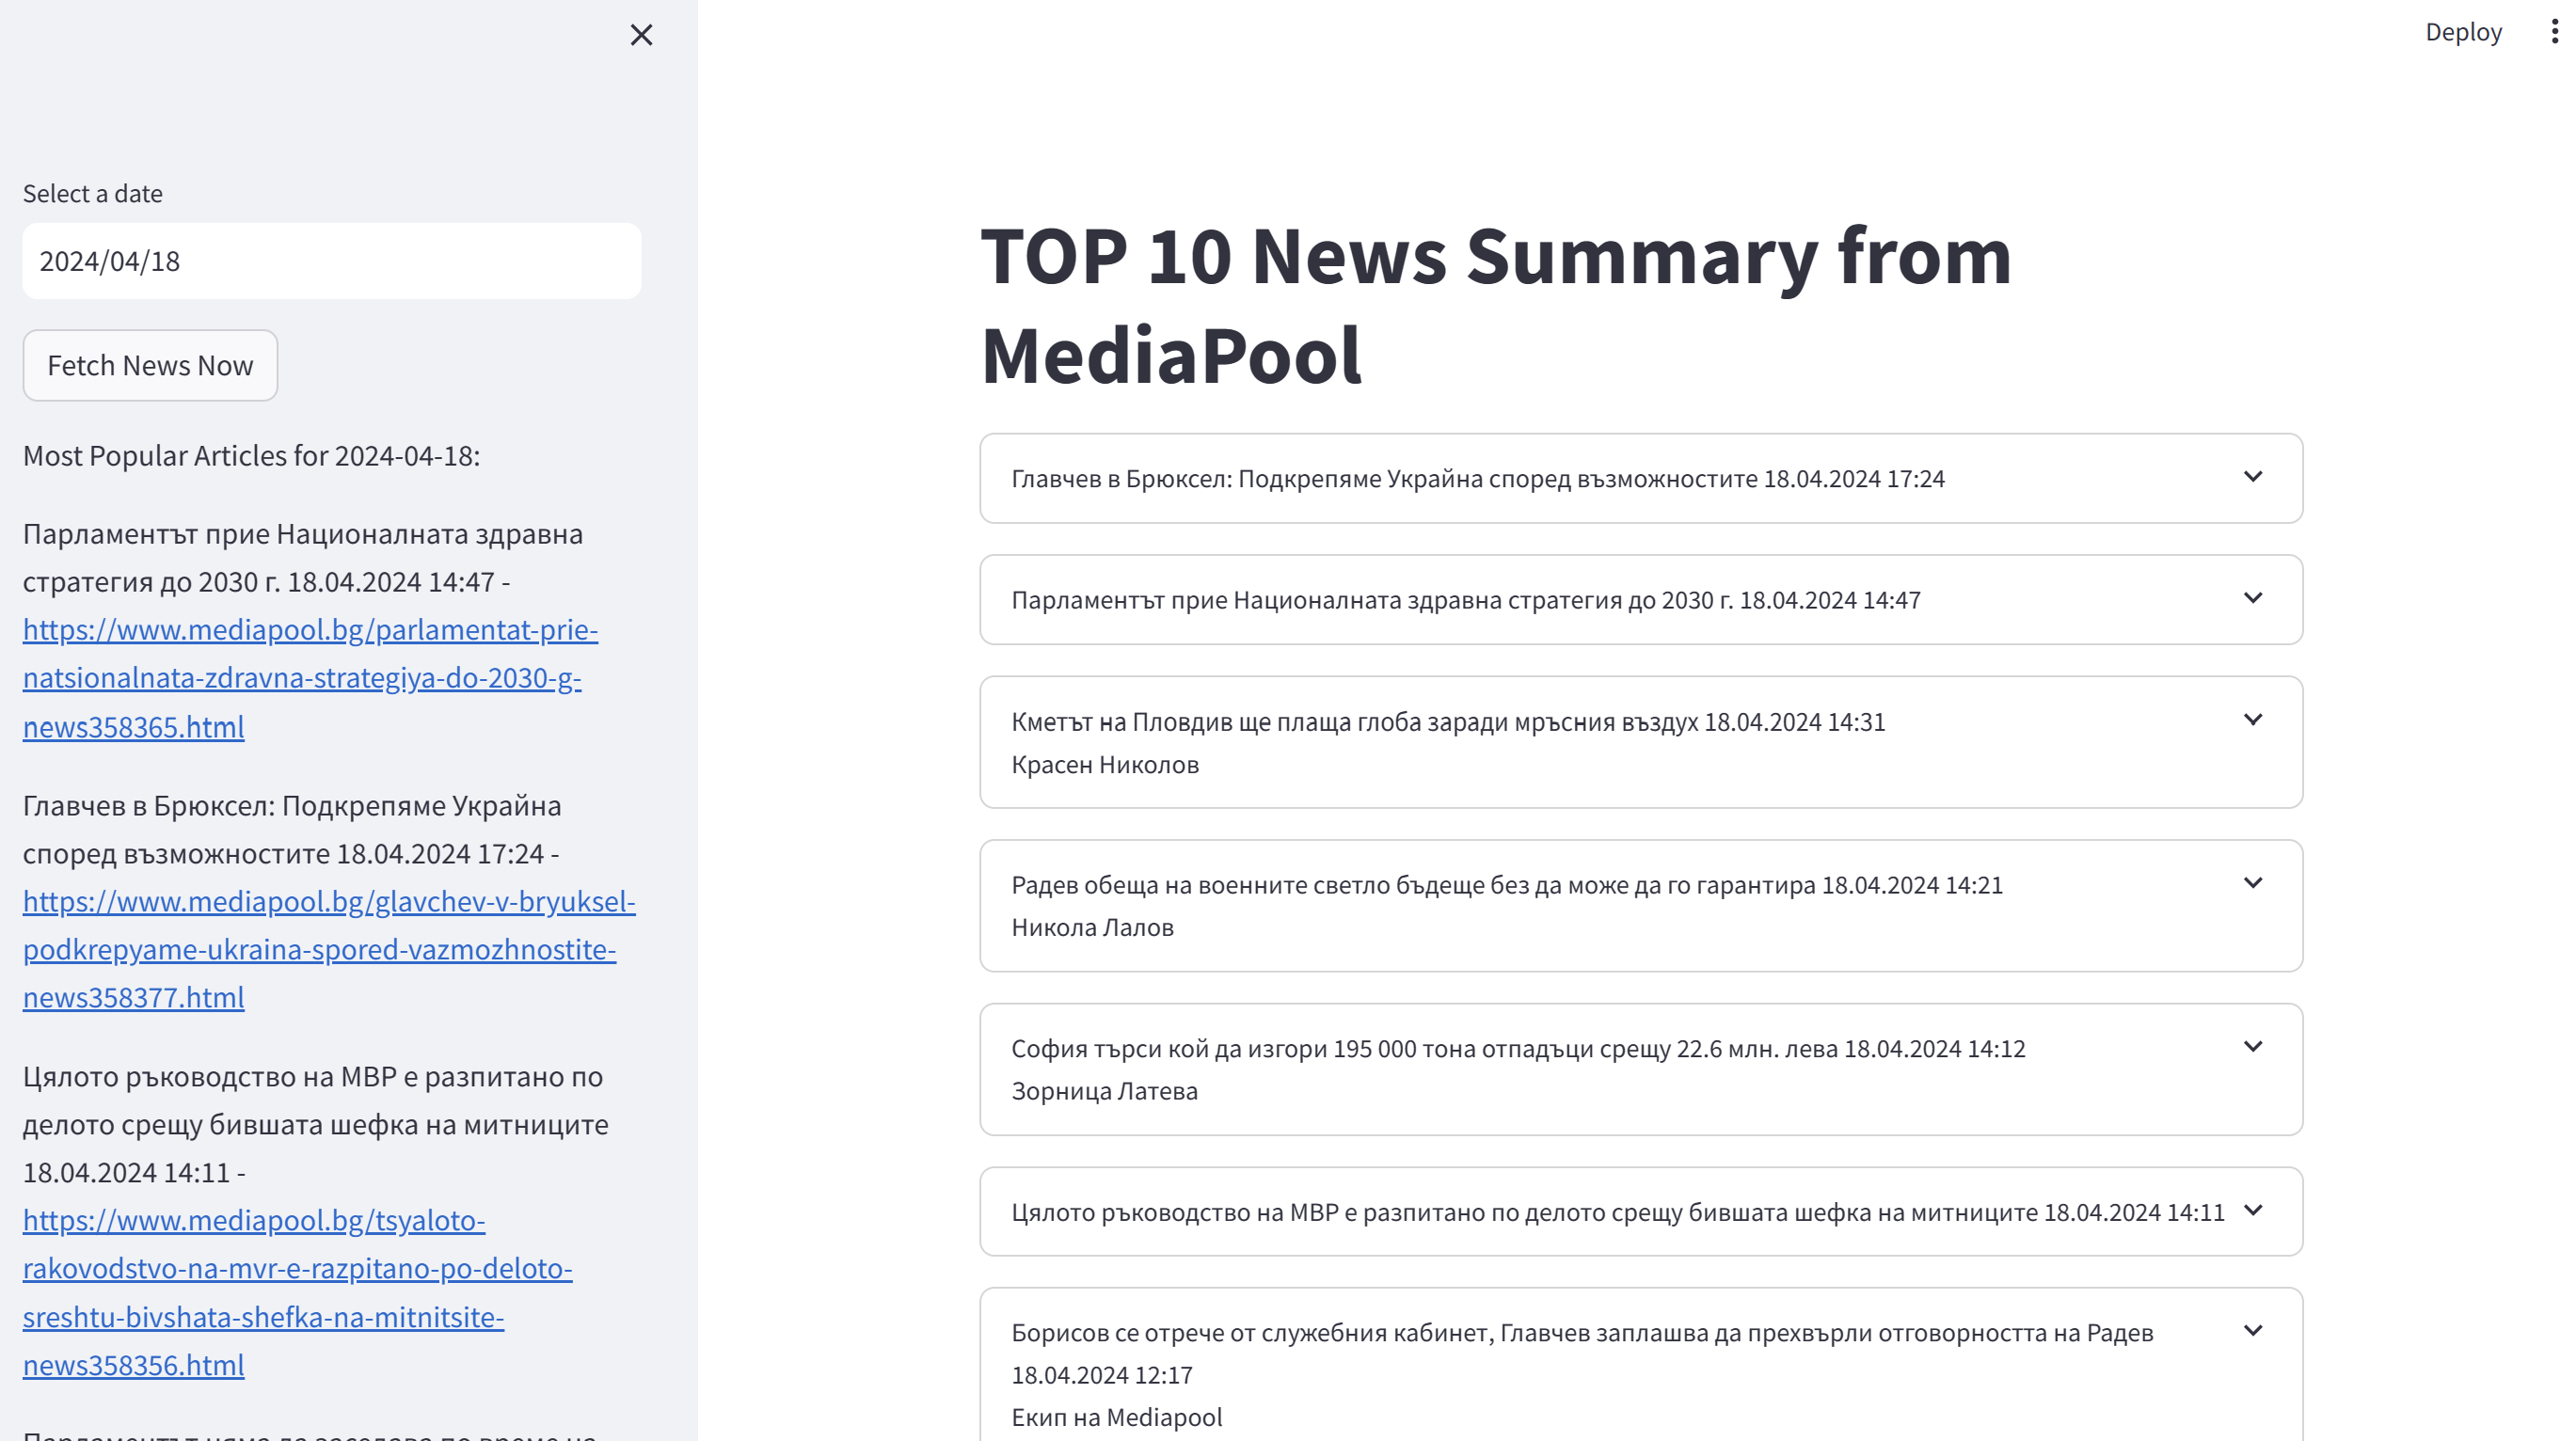 Select a date
2024/04/18
Fetch News Now
Most Popular Articles for 2024-04-18:
Парламентът прие Националната здравна
стратегия до 2030 г. 18.04.2024 14:47 -
https://www.mediapool.bg/parlamentat-prie-
natsionalnata-zdravna-strategiya-do-2030-g-
news358365.html
Главчев в Брюксел: Подкрепяме Украйна
според възможностите 18.04.2024 17:24 -
https://www.mediapool.bg/glavchev-v-bryuksel-
podkrepyame-ukraina-spored-vazmozhnostite-
news358377.html
Цялото ръководство на МВР е разпитано по
делото срещу бившата шефка на митниците
18.04.2024 14:11 -
https://www.mediapool.bg/tsyaloto-
rakovodstvo-na-mvr-e-razpitano-po-deloto-
sreshtu-bivshata-shefka-na-mitnitsite-
news358356.html
Парламентът няма да заседава по време на
Deploy
TOP 10 News Summary from
MediaPool
Главчев в Брюксел: Подкрепяме Украйна според възможностите 18.04.2024 17:24
Парламентът прие Националната здравна стратегия до 2030 г. 18.04.2024 14:47
Кметът на Пловдив ще плаща глоба заради мръсния въздух 18.04.2024 14:31
Красен Николов
Радев обеща на военните светло бъдеще без да може да го гарантира 18.04.2024 14:21
Никола Лалов
София търси кой да изгори 195 000 тона отпадъци срещу 22.6 млн. лева 18.04.2024 14:12
Зорница Латева
Цялото ръководство на МВР е разпитано по делото срещу бившата шефка на митниците 18.04.2024 14:11
Борисов се отрече от служебния кабинет, Главчев заплашва да прехвърли отговорността на Радев
18.04.2024 12:17
Екип на Mediapool